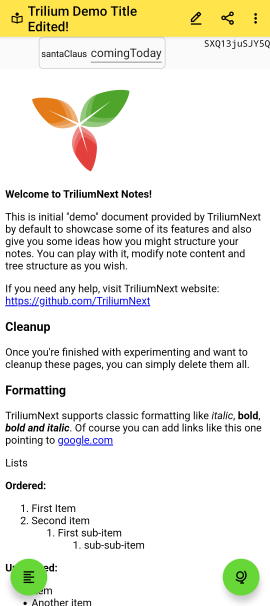 Trilium Demo Title
Edited!
santaClaus comingToday
SXQ13juSJY5Q
Welcome to TriliumNext Notes!
This is initial "demo" document provided by TriliumNext
by default to showcase some of its features and also
give you some ideas how you might structure your
notes. You can play with it, modify note content and
tree structure as you wish.
If you need any help, visit TriliumNext website:
https://github.com/TriliumNext
Cleanup
Once you're finished with experimenting and want to
cleanup these pages, you can simply delete them all.
Formatting
TriliumNext supports classic formatting like italic, bold,
bold and italic. Of course you can add links like this one
pointing to google.com
Lists
Ordered:
1. First Item
2. Second item
1. First sub-item
1. sub-sub-item
• Another item